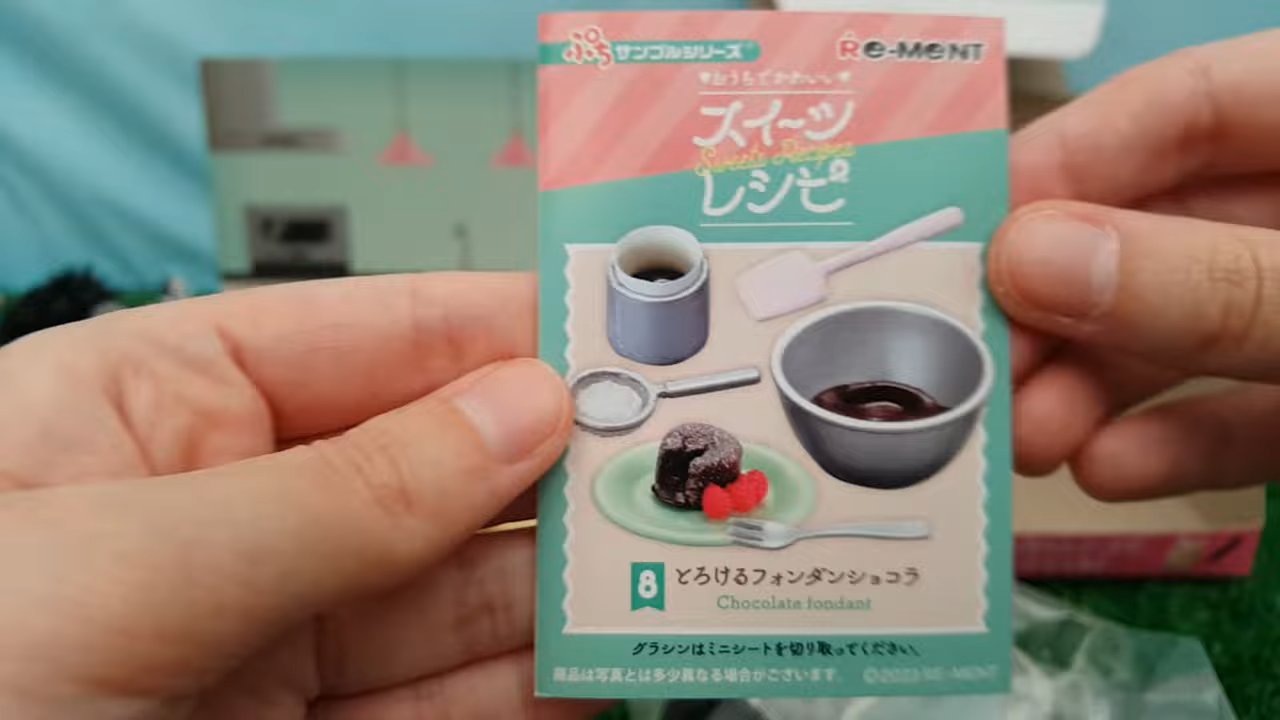 ぷちサンプルシリーズ
RE-MENT
♥おうちでかわいい♥
スイーツ
Sweets Recipes
レシピ
8 とろけるフォンダンショコラ
Chocolate fondant
グラシンはミニシートを切り取ってください。
商品は写真とは多少異なる場合がございます。
©2023 RE-MENT